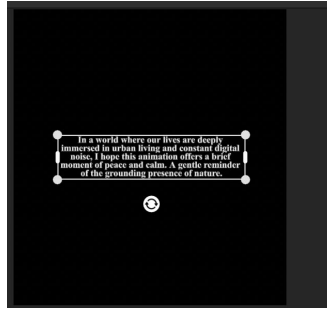 In a world where our lives are deeply
immersed in urban living and constant digital
noise, I hope this animation offers a brief
moment of peace and calm. A gentle reminder
of the grounding presence of nature.